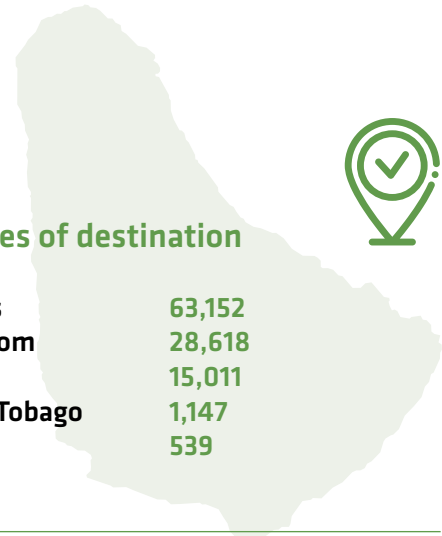 es of destination
s 63,152
om 28,618
15,011
Tobago 1,147
539